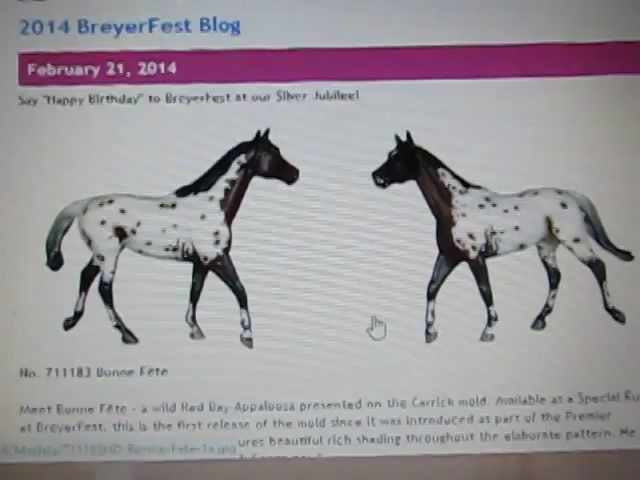 2014 BreyerFest Blog
February 21, 2014
Say "Happy Birthday" to BreyerFest at our Silver Jubilee!
No. 711183 Bonne Fête
Meet Bonne Fête - a wild Red Bay Appaloosa presented on the Carrick mold. Available as a Special Ru
at BreyerFest, this is the first release of the mold since it was introduced as part of the Premier
ures beautiful rich shading throughout the elaborate pattern. He